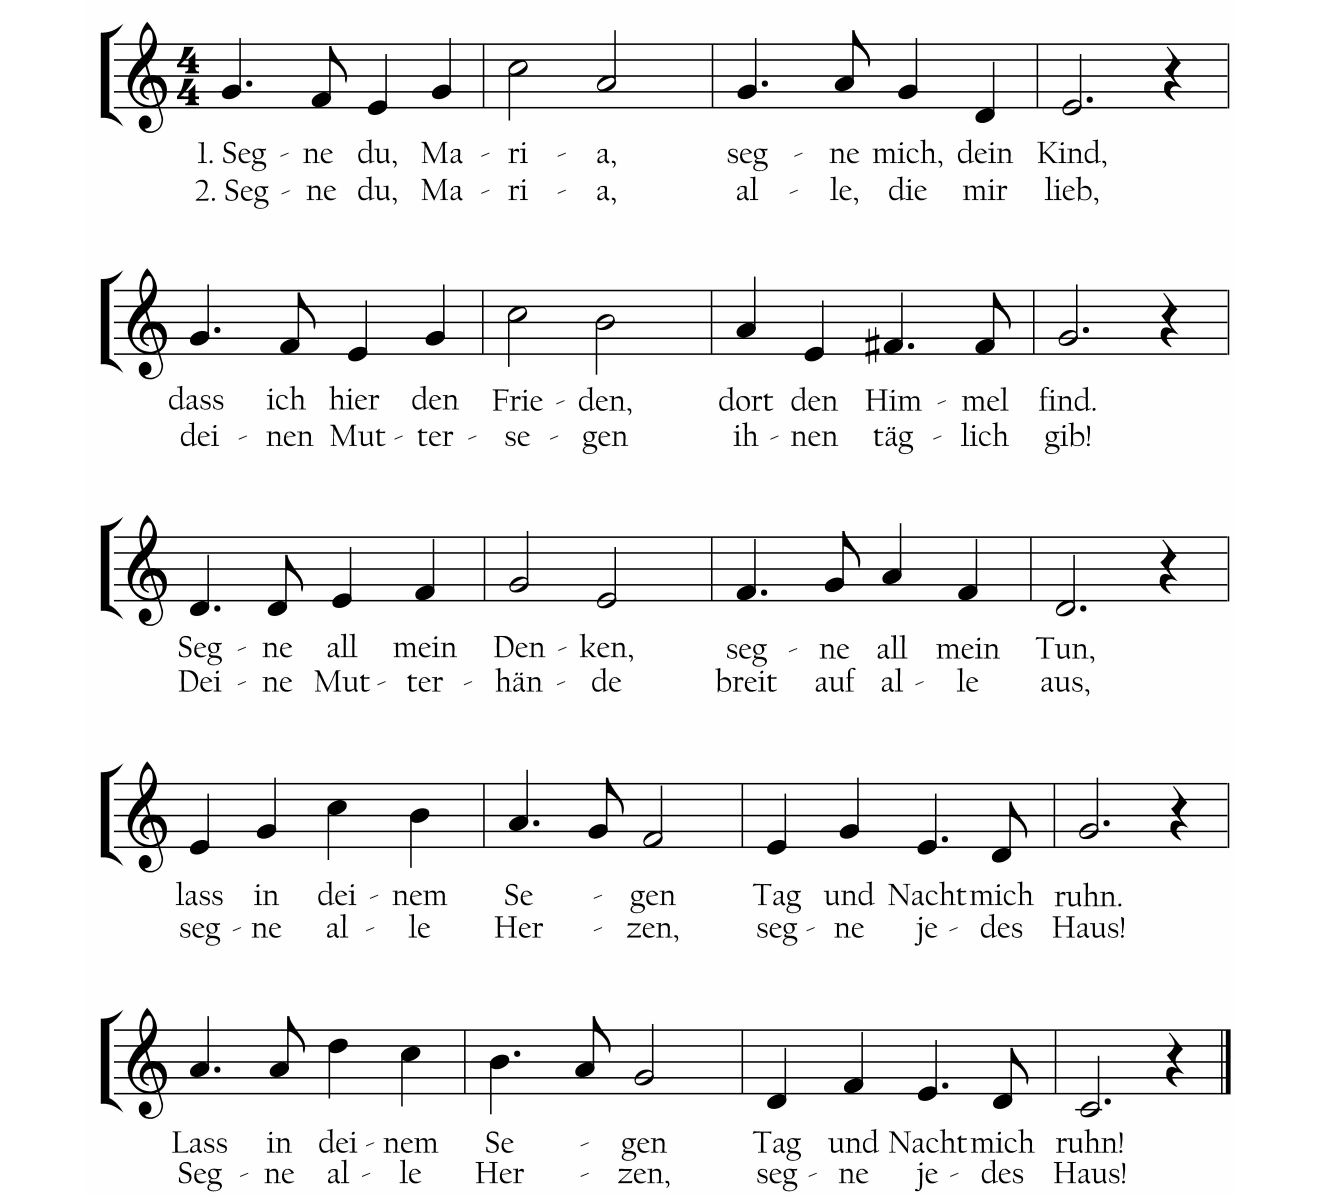 4
4
1. Seg - ne du, Ma - ri - a, seg - ne mich, dein Kind,
2. Seg - ne du, Ma - ri - a, al - le, die mir lieb,
dass ich hier den Frie - den, dort den Him - mel find.
dei - nen Mut - ter - se - gen ih - nen täg - lich gib!
Seg - ne all mein Den - ken, seg - ne all mein Tun,
Dei - ne Mut - ter - hän - de breit auf al - le aus,
lass in dei - nem Se - gen Tag und Nacht mich ruhn.
seg - ne al - le Her - zen, seg - ne je - des Haus!
Lass in dei - nem Se - gen Tag und Nacht mich ruhn!
Seg - ne al - le Her - zen, seg - ne je - des Haus!